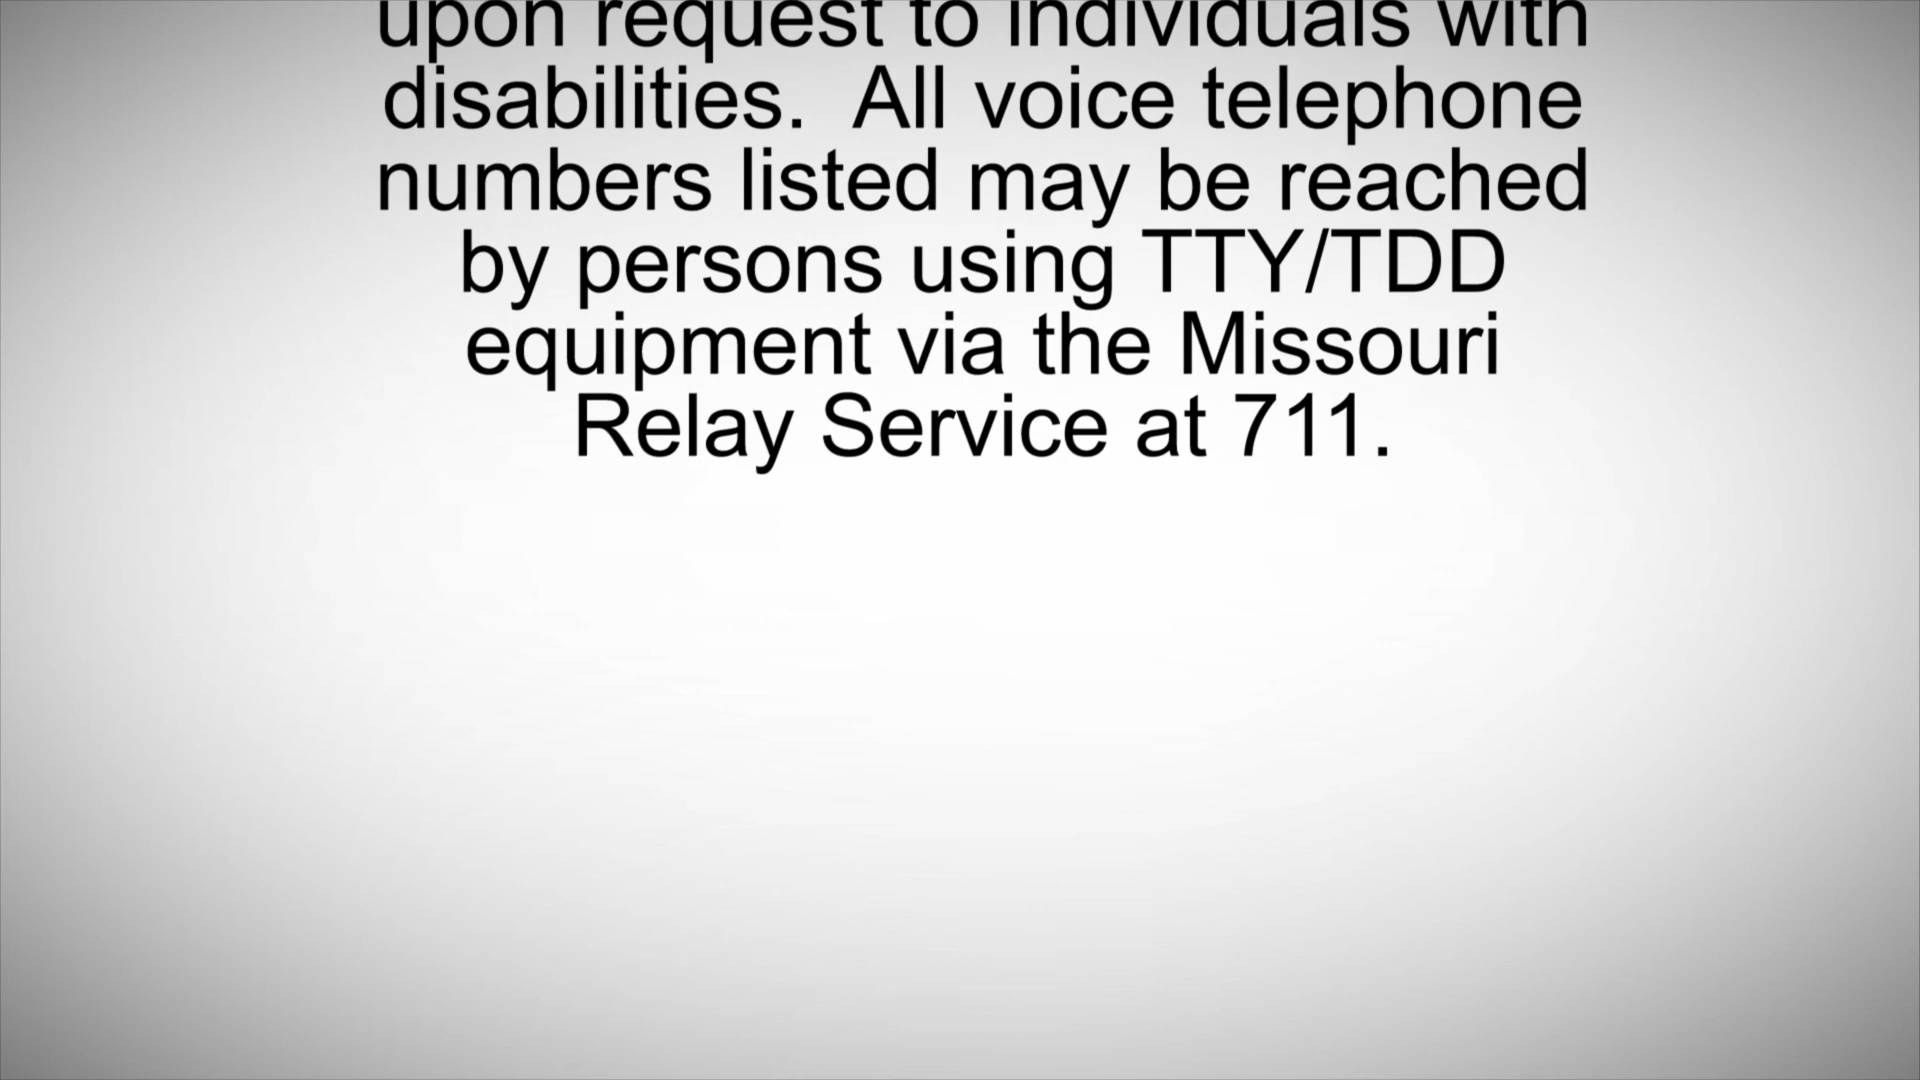 upon request to individuals with
disabilities.  All voice telephone
numbers listed may be reached
by persons using TTY/TDD
equipment via the Missouri
Relay Service at 711.